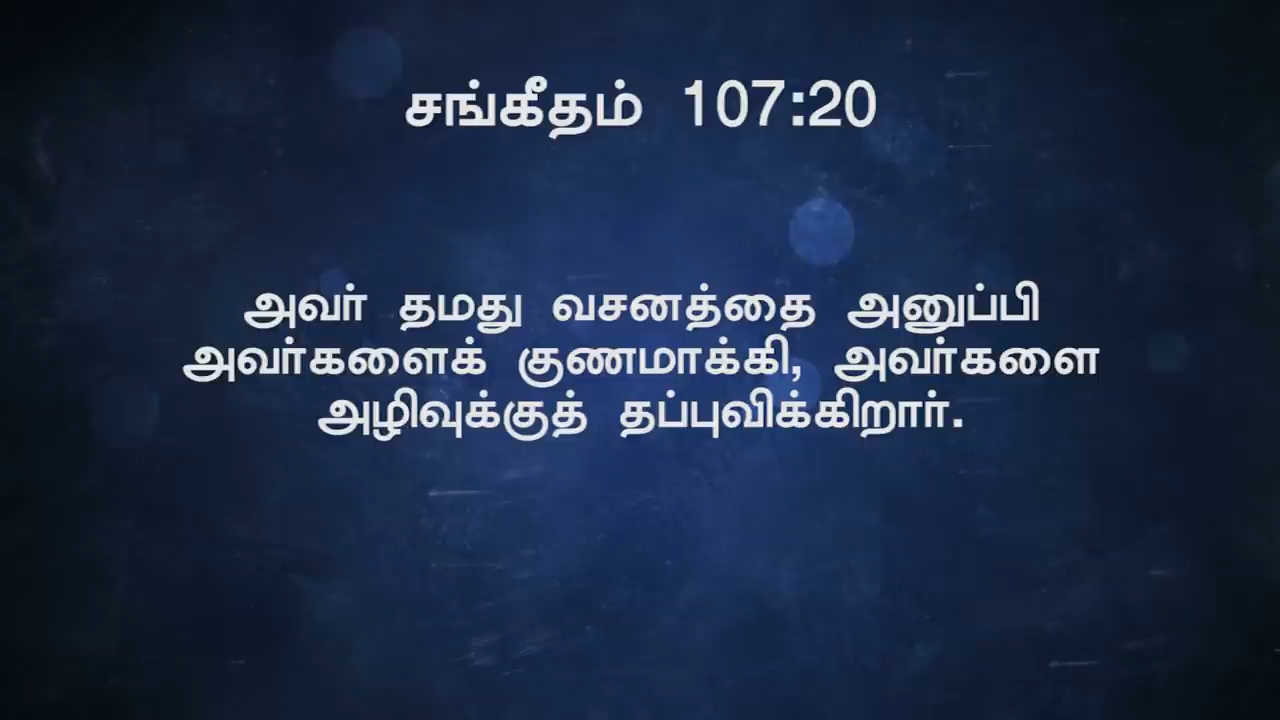 சங்கீதம் 107:20
அவர் தமது வசனத்தை அனுப்பி
அவர்களைக் குணமாக்கி, அவர்களை
அழிவுக்குத் தப்புவிக்கிறார்.